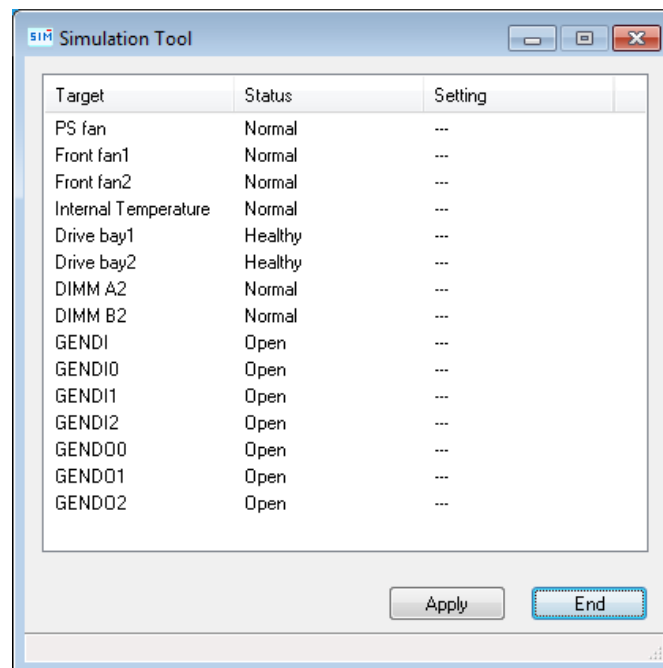 SIM Simulation Tool
Target Status Setting
PS fan Normal ---
Front fan1 Normal ---
Front fan2 Normal ---
Internal Temperature Normal ---
Drive bay1 Healthy ---
Drive bay2 Healthy ---
DIMM A2 Normal ---
DIMM B2 Normal ---
GENDI Open ---
GENDI0 Open ---
GENDI1 Open ---
GENDI2 Open ---
GENDO0 Open ---
GENDO1 Open ---
GENDO2 Open ---
Apply End